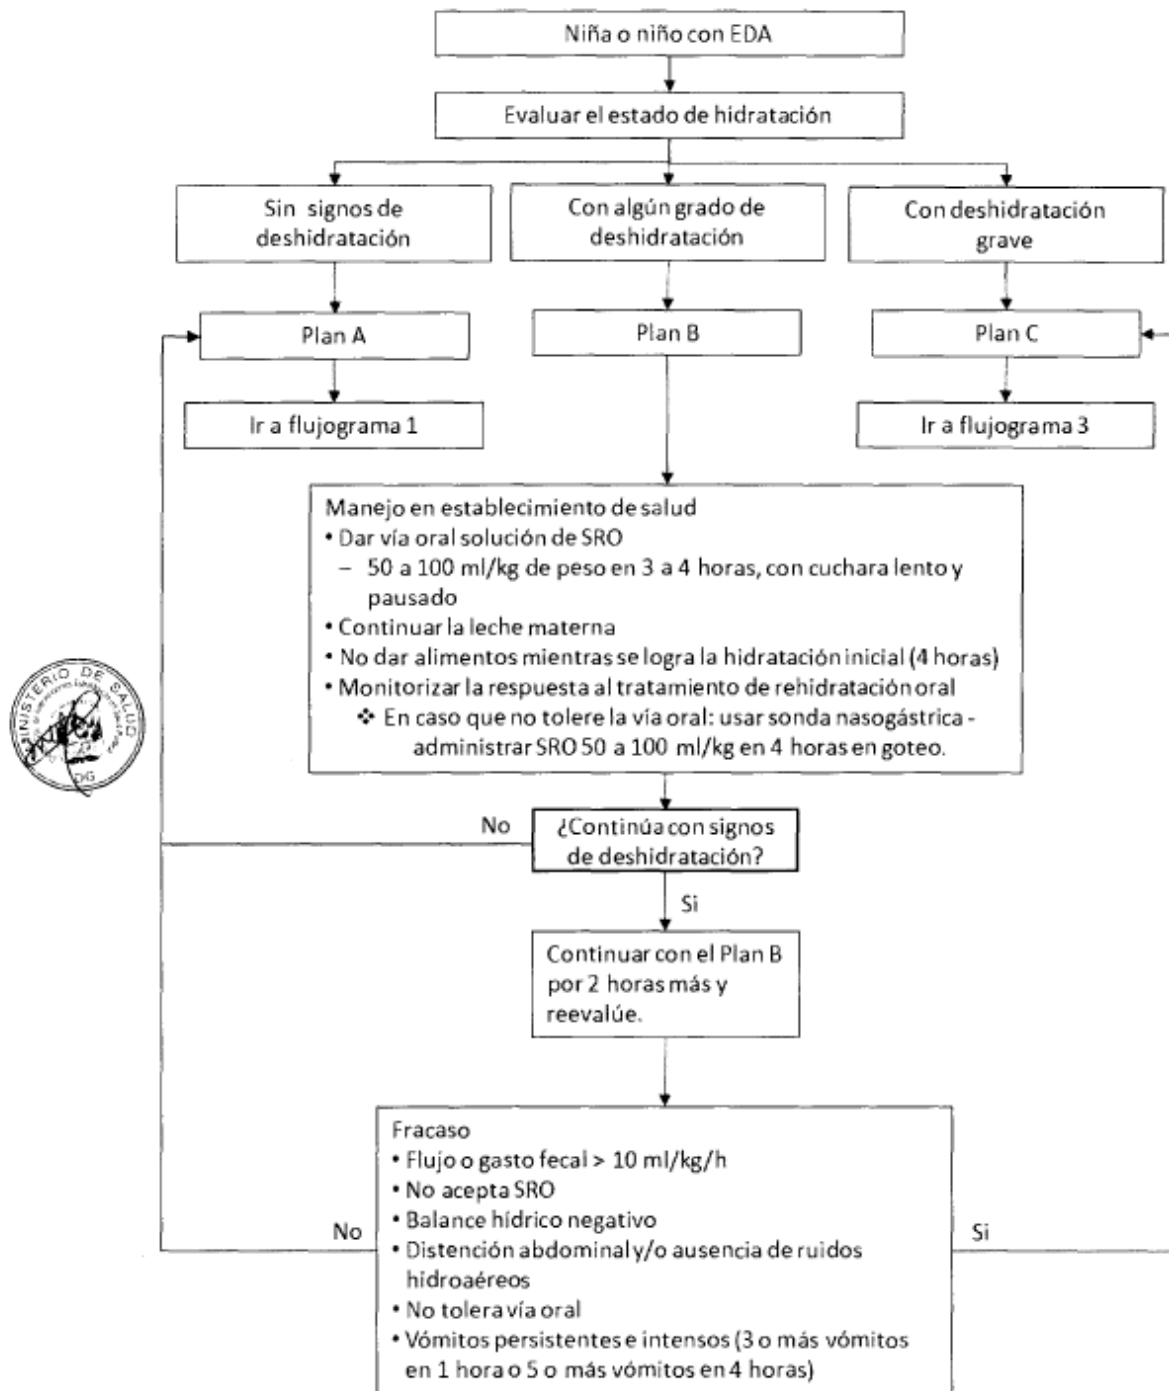 Niña o niño con EDA
Evaluar el estado de hidratación
Sin signos de
deshidratación
Con algún grado de
deshidratación
Con deshidratación
grave
Plan A
Plan B
Plan C
Ir a flujograma 1
Ir a flujograma 3
Manejo en establecimiento de salud
• Dar vía oral solución de SRO
– 50 a 100 ml/kg de peso en 3 a 4 horas, con cuchara lento y
pausado
• Continuar la leche materna
• No dar alimentos mientras se logra la hidratación inicial (4 horas)
• Monitorizar la respuesta al tratamiento de rehidratación oral
❖ En caso que no tolere la vía oral: usar sonda nasogástrica -
administrar SRO 50 a 100 ml/kg en 4 horas en goteo.
MINISTERIO DE SALUD
DG
No
¿Continúa con signos
de deshidratación?
Si
Continuar con el Plan B
por 2 horas más y
reevalúe.
Fracaso
• Flujo o gasto fecal > 10 ml/kg/h
• No acepta SRO
• Balance hídrico negativo
• Distención abdominal y/o ausencia de ruidos
hidroaéreos
• No tolera vía oral
• Vómitos persistentes e intensos (3 o más vómitos
en 1 hora o 5 o más vómitos en 4 horas)
No
Si